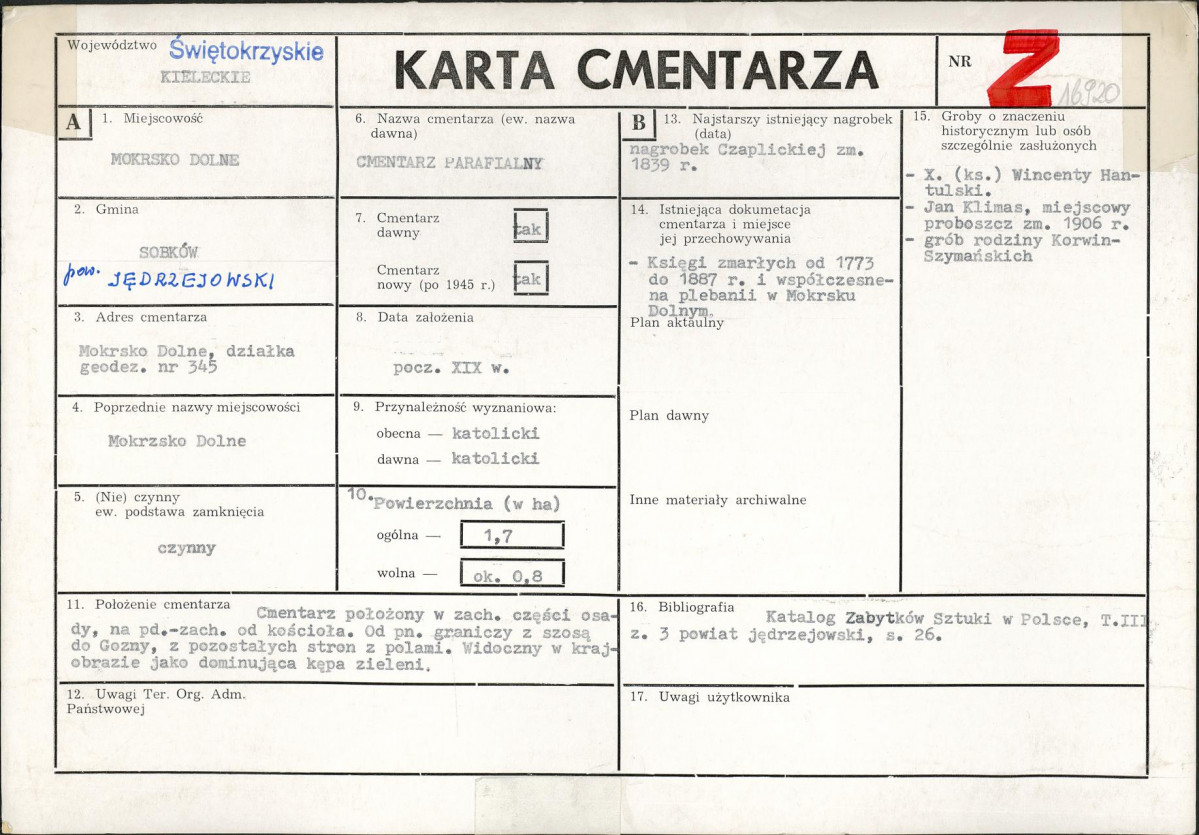 Województwo Świętokrzyskie
KIELECKIE
KARTA CMENTARZA
NR Z
16920
A 1. Miejscowość
MOKRSKO DOLNE
2. Gmina
SOBKÓW
pow. JĘDRZEJOWSKI
3. Adres cmentarza
Mokrsko Dolne, działka
geodez. nr 345
4. Poprzednie nazwy miejscowości
Mokrzsko Dolne
5. (Nie) czynny
ew. podstawa zamknięcia
czynny
6. Nazwa cmentarza (ew. nazwa
dawna)
CMENTARZ PARAFIALNY
7. Cmentarz
dawny tak
Cmentarz
nowy (po 1945 r.) tak
8. Data założenia
pocz. XIX w.
9. Przynależność wyznaniowa:
obecna — katolicki
dawna — katolicki
10. Powierzchnia (w ha)
ogólna — 1,7
wolna — ok. 0,8
B 13. Najstarszy istniejący nagrobek
(data)
nagrobek Czaplickiej zm.
1839 r.
14. Istniejąca dokumetacja
cmentarza i miejsce
jej przechowywania
- Księgi zmarłych od 1773
do 1887 r. i współczesne-
na plebanii w Mokrsku
Dolnym.
Plan aktaulny
Plan dawny
Inne materiały archiwalne
15. Groby o znaczeniu
historycznym lub osób
szczególnie zasłużonych
- X. (ks.) Wincenty Han-
tulski.
- Jan Klimas, miejscowy
proboszcz zm. 1906 r.
- grób rodziny Korwin-
Szymańskich
11. Położenie cmentarza Cmentarz położony w zach. części osa-
dy, na pd.-zach. od kościoła. Od pn. graniczy z szosą
do Gozny, z pozostałych stron z polami. Widoczny w kraj-
obrazie jako dominująca kępa zieleni.
12. Uwagi Ter. Org. Adm.
Państwowej
16. Bibliografia Katalog Zabytków Sztuki w Polsce, T.III
z. 3 powiat jędrzejowski, s. 26.
17. Uwagi użytkownika